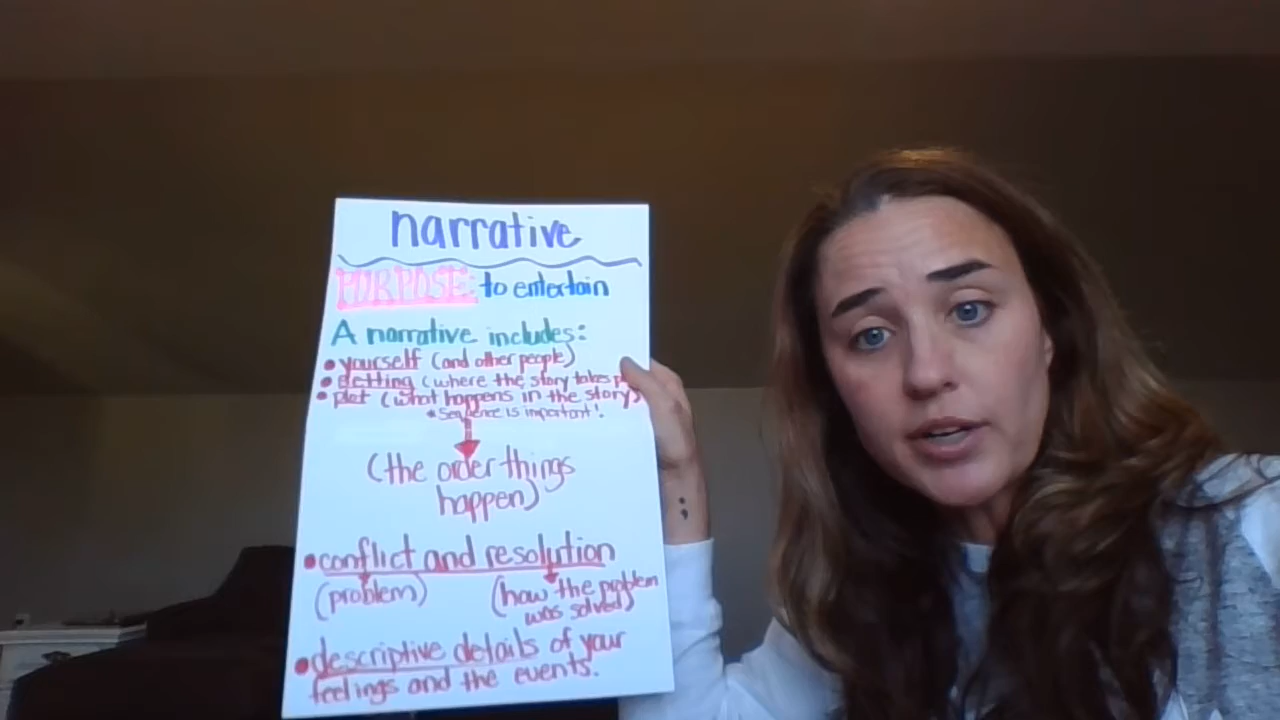 narrative
PURPOSE: to entertain
A narrative includes:
• yourself (and other people)
• setting (where the story takes
• plot (what happens in the story)
*Sequence is important!
(the order things
happen)
• conflict and resolution
(problem) (how the problem
was solved)
• descriptive details of your
feelings and the events.